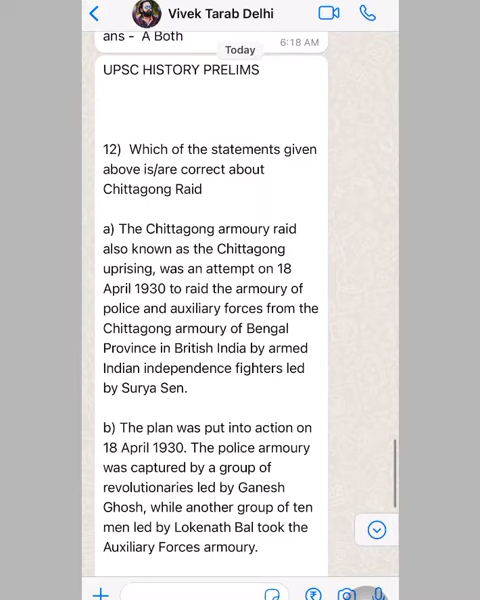 Vivek Tarab Delhi
ans - A Both
6:18 AM
Today
UPSC HISTORY PRELIMS
12) Which of the statements given
above is/are correct about
Chittagong Raid
a) The Chittagong armoury raid
also known as the Chittagong
uprising, was an attempt on 18
April 1930 to raid the armoury of
police and auxiliary forces from the
Chittagong armoury of Bengal
Province in British India by armed
Indian independence fighters led
by Surya Sen.
b) The plan was put into action on
18 April 1930. The police armoury
was captured by a group of
revolutionaries led by Ganesh
Ghosh, while another group of ten
men led by Lokenath Bal took the
Auxiliary Forces armoury.